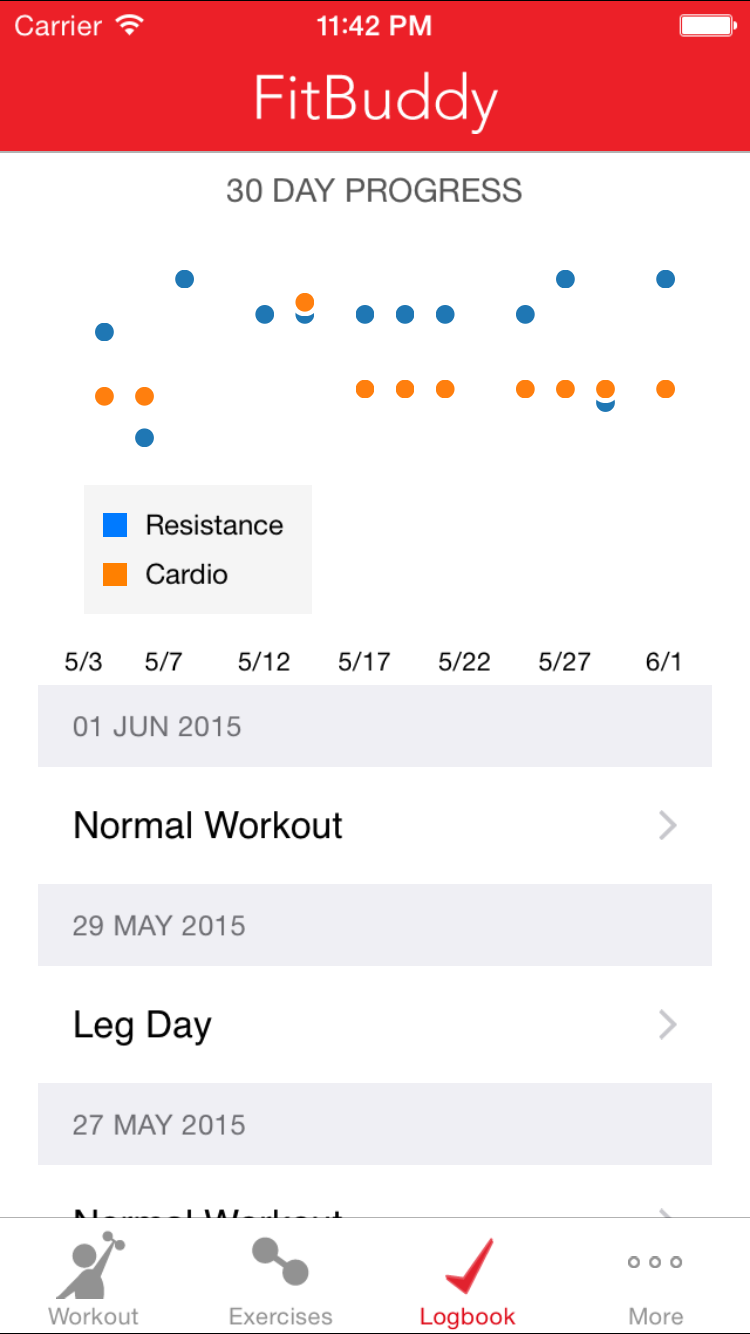 Carrier 11:42 PM
FitBuddy
30 DAY PROGRESS
Resistance
Cardio
5/3 5/7 5/12 5/17 5/22 5/27 6/1
01 JUN 2015
Normal Workout
29 MAY 2015
Leg Day
27 MAY 2015
Normal Workout
Workout Exercises Logbook More